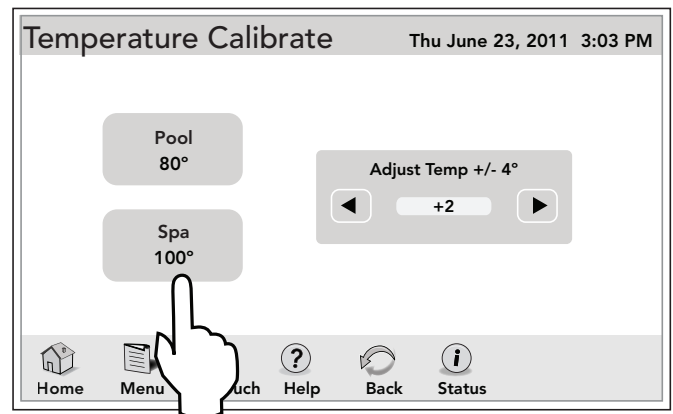 Temperature Calibrate Thu June 23, 2011 3:03 PM
Pool
80°
Adjust Temp +/- 4°
+2
Spa
100°
Home Menu Help Back Status